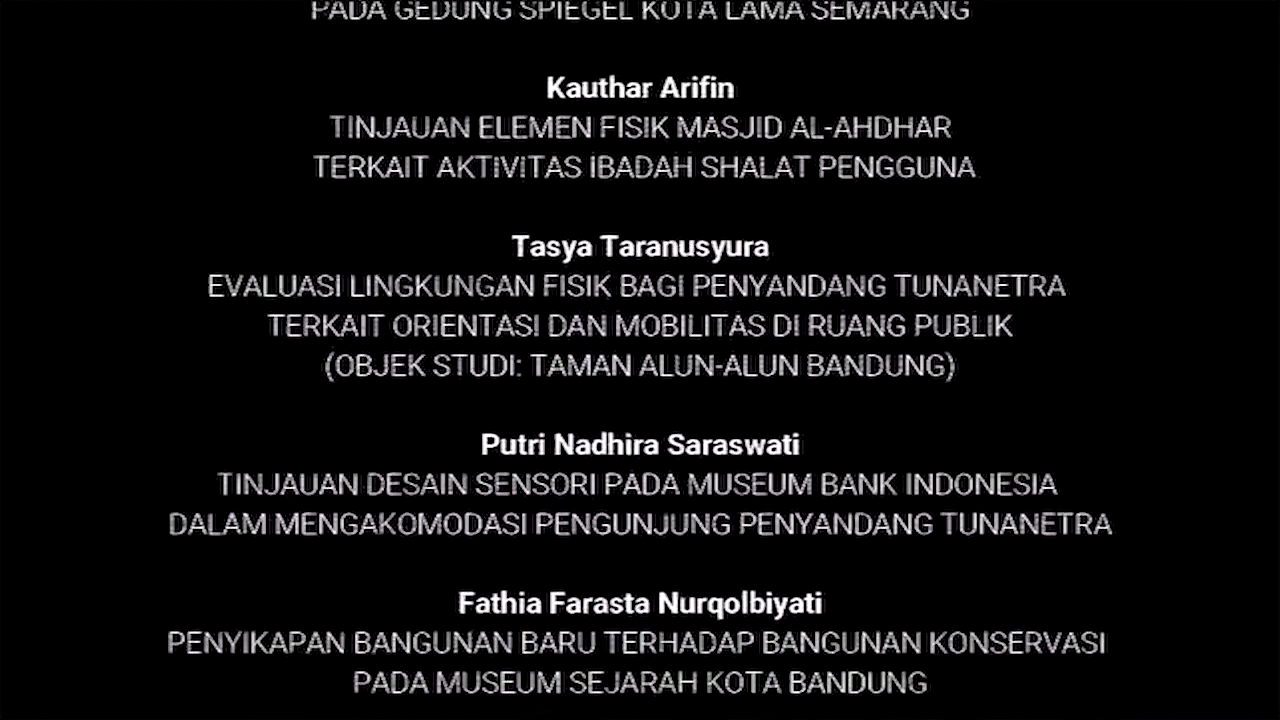 PADA GEDUNG SPIEGEL KOTA LAMA SEMARANG
Kauthar Arifin
TINJAUAN ELEMEN FISIK MASJID AL-AHDHAR
TERKAIT AKTIVITAS IBADAH SHALAT PENGGUNA
Tasya Taranusyura
EVALUASI LINGKUNGAN FISIK BAGI PENYANDANG TUNANETRA
TERKAIT ORIENTASI DAN MOBILITAS DI RUANG PUBLIK
(OBJEK STUDI: TAMAN ALUN-ALUN BANDUNG)
Putri Nadhira Saraswati
TINJAUAN DESAIN SENSORI PADA MUSEUM BANK INDONESIA
DALAM MENGAKOMODASI PENGUNJUNG PENYANDANG TUNANETRA
Fathia Farasta Nurqolbiyati
PENYIKAPAN BANGUNAN BARU TERHADAP BANGUNAN KONSERVASI
PADA MUSEUM SEJARAH KOTA BANDUNG